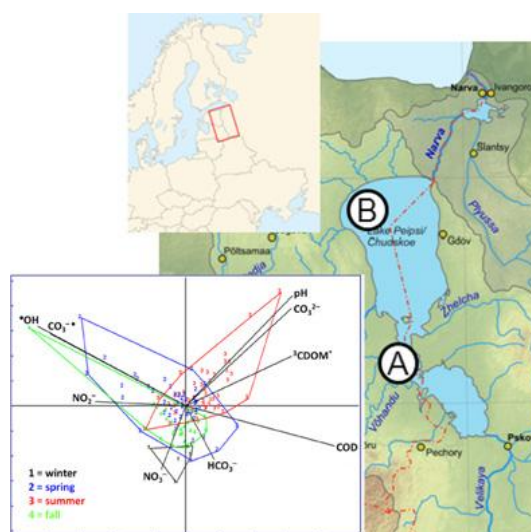 Narva
Ivangorod
Narva
Slantsy
Plyussa
B
Lake Peipsi/
Chudskoe
Gdov
Põltsamaa
Zhelcha
A
Võhandu
Pechory
Pskov
Velikaya
pH
CO₃²⁻
•OH
CO₃⁻•
³CDOM*
NO₂⁻
COD
HCO₃⁻
NO₃⁻
1 = winter
2 = spring
3 = summer
4 = fall